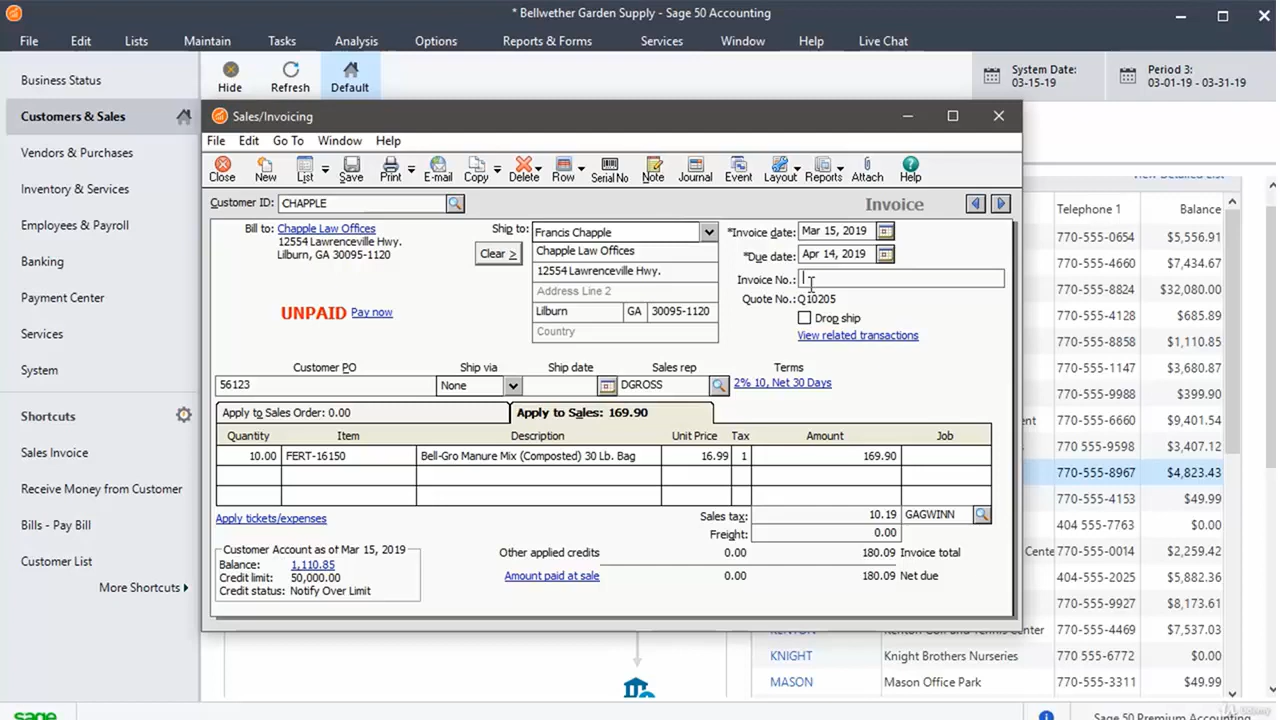 * Bellwether Garden Supply - Sage 50 Accounting
File Edit Lists Maintain Tasks Analysis Options Reports & Forms Services Window Help Live Chat
Business Status
Customers & Sales
Vendors & Purchases
Inventory & Services
Employees & Payroll
Banking
Payment Center
Services
System
Shortcuts
Sales Invoice
Receive Money from Customer
Bills - Pay Bill
Customer List
More Shortcuts
Hide Refresh Default
System Date: 03-15-19
Period 3: 03-01-19 - 03-31-19
Sales/Invoicing
File Edit Go To Window Help
Close New List Save Print E-mail Copy Delete Row Serial No Note Journal Event Layout Reports Attach Help
Customer ID: CHAPPLE
Invoice
Bill to: Chapple Law Offices
12554 Lawrenceville Hwy.
Lilburn, GA 30095-1120
UNPAID Pay now
Ship to: Francis Chapple
Clear >
Chapple Law Offices
12554 Lawrenceville Hwy.
Address Line 2
Lilburn GA 30095-1120
Country
*Invoice date: Mar 15, 2019
*Due date: Apr 14, 2019
Invoice No.:
Quote No.: Q10205
Drop ship
View related transactions
Customer PO Ship via Ship date Sales rep Terms
56123 None DGROSS 2% 10, Net 30 Days
Apply to Sales Order: 0.00 Apply to Sales: 169.90
Quantity Item Description Unit Price Tax Amount Job
10.00 FERT-16150 Bell-Gro Manure Mix (Composted) 30 Lb. Bag 16.99 1 169.90
Apply tickets/expenses
Sales tax: 10.19 GAGWINN
Freight: 0.00
Customer Account as of Mar 15, 2019
Balance: 1,110.85
Credit limit: 50,000.00
Credit status: Notify Over Limit
Other applied credits 0.00 180.09 Invoice total
Amount paid at sale 0.00 180.09 Net due
Telephone 1 Balance
770-555-0654 $5,556.91
770-555-4660 $7,434.67
770-555-8824 $32,080.00
770-555-4128 $685.89
770-555-8858 $1,110.85
770-555-1147 $3,680.87
770-555-9988 $399.90
770-555-6660 $9,401.54
770 555-9598 $3,407.12
770-555-8967 $4,823.43
770-555-4153 $49.99
404 555-7763 $0.00
770-555-0014 $2,259.42
404-555-2025 $5,882.36
770-555-9927 $8,173.61
770-555-4469 $7,537.03
KNIGHT Knight Brothers Nurseries 770 555-6772 $0.00
MASON Mason Office Park 770-555-3311 $49.99
sage
Sage 50 Premium Accounting
Udemy